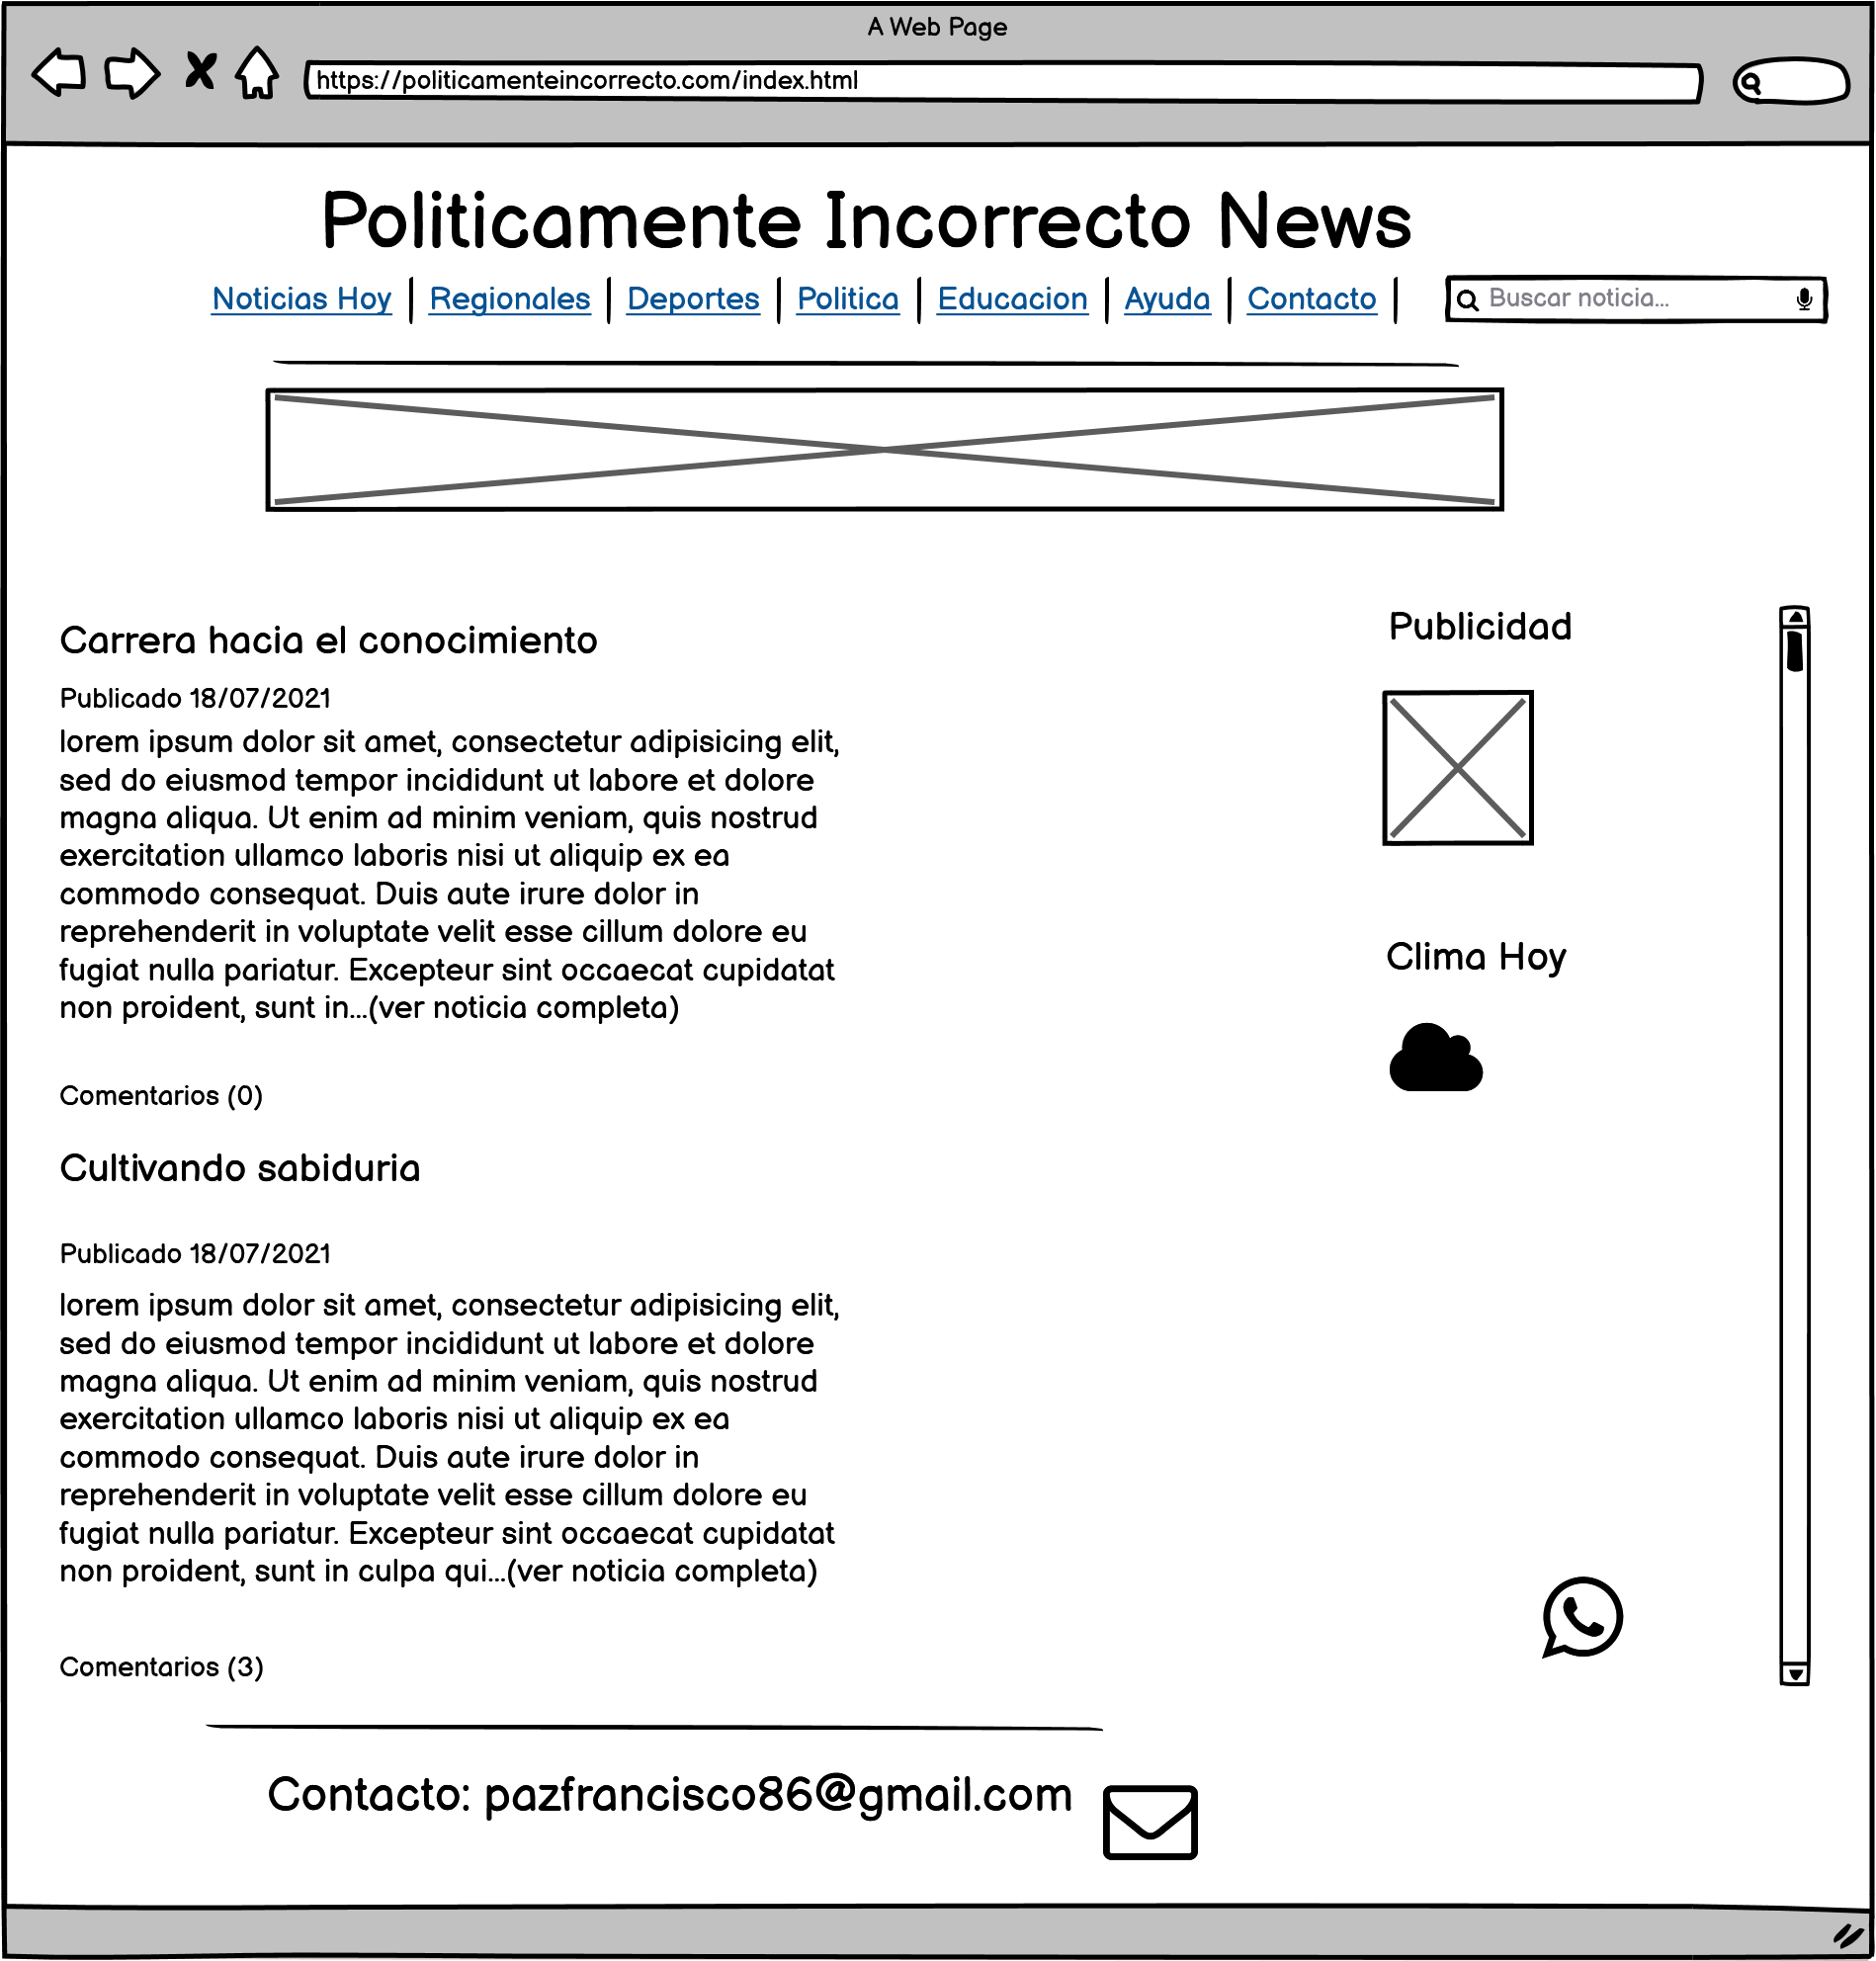 A Web Page
https://politicamenteincorrecto.com/index.html
Politicamente Incorrecto News
Noticias Hoy | Regionales | Deportes | Politica | Educacion | Ayuda | Contacto |
Buscar noticia...
Carrera hacia el conocimiento
Publicado 18/07/2021
lorem ipsum dolor sit amet, consectetur adipisicing elit,
sed do eiusmod tempor incididunt ut labore et dolore
magna aliqua. Ut enim ad minim veniam, quis nostrud
exercitation ullamco laboris nisi ut aliquip ex ea
commodo consequat. Duis aute irure dolor in
reprehenderit in voluptate velit esse cillum dolore eu
fugiat nulla pariatur. Excepteur sint occaecat cupidatat
non proident, sunt in...(ver noticia completa)
Comentarios (0)
Cultivando sabiduria
Publicado 18/07/2021
lorem ipsum dolor sit amet, consectetur adipisicing elit,
sed do eiusmod tempor incididunt ut labore et dolore
magna aliqua. Ut enim ad minim veniam, quis nostrud
exercitation ullamco laboris nisi ut aliquip ex ea
commodo consequat. Duis aute irure dolor in
reprehenderit in voluptate velit esse cillum dolore eu
fugiat nulla pariatur. Excepteur sint occaecat cupidatat
non proident, sunt in culpa qui...(ver noticia completa)
Comentarios (3)
Publicidad
Clima Hoy
Contacto: pazfrancisco86@gmail.com